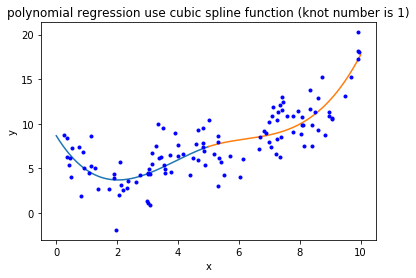 polynomial regression use cubic spline function (knot number is 1)
20
15
10
5
0
y
0 2 4 6 8 10
x